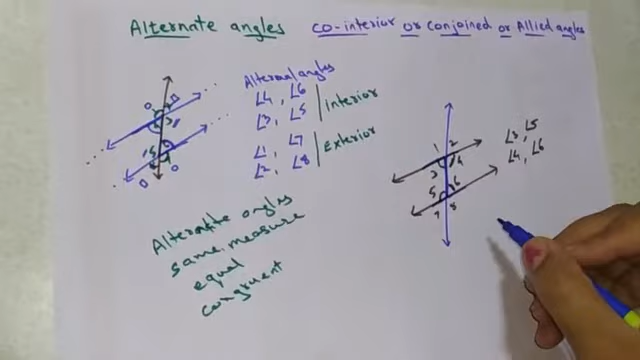 Alternate angles co-interior or Conjoined or Allied angles
Alternat angles
∠4, ∠6
∠3, ∠5
Interior
∠1, ∠7
∠2, ∠8
Exterior
Alternate angles
same measure
equal
congruent
1 2
3 4
5 6
7 8
∠3, ∠5
∠4, ∠6